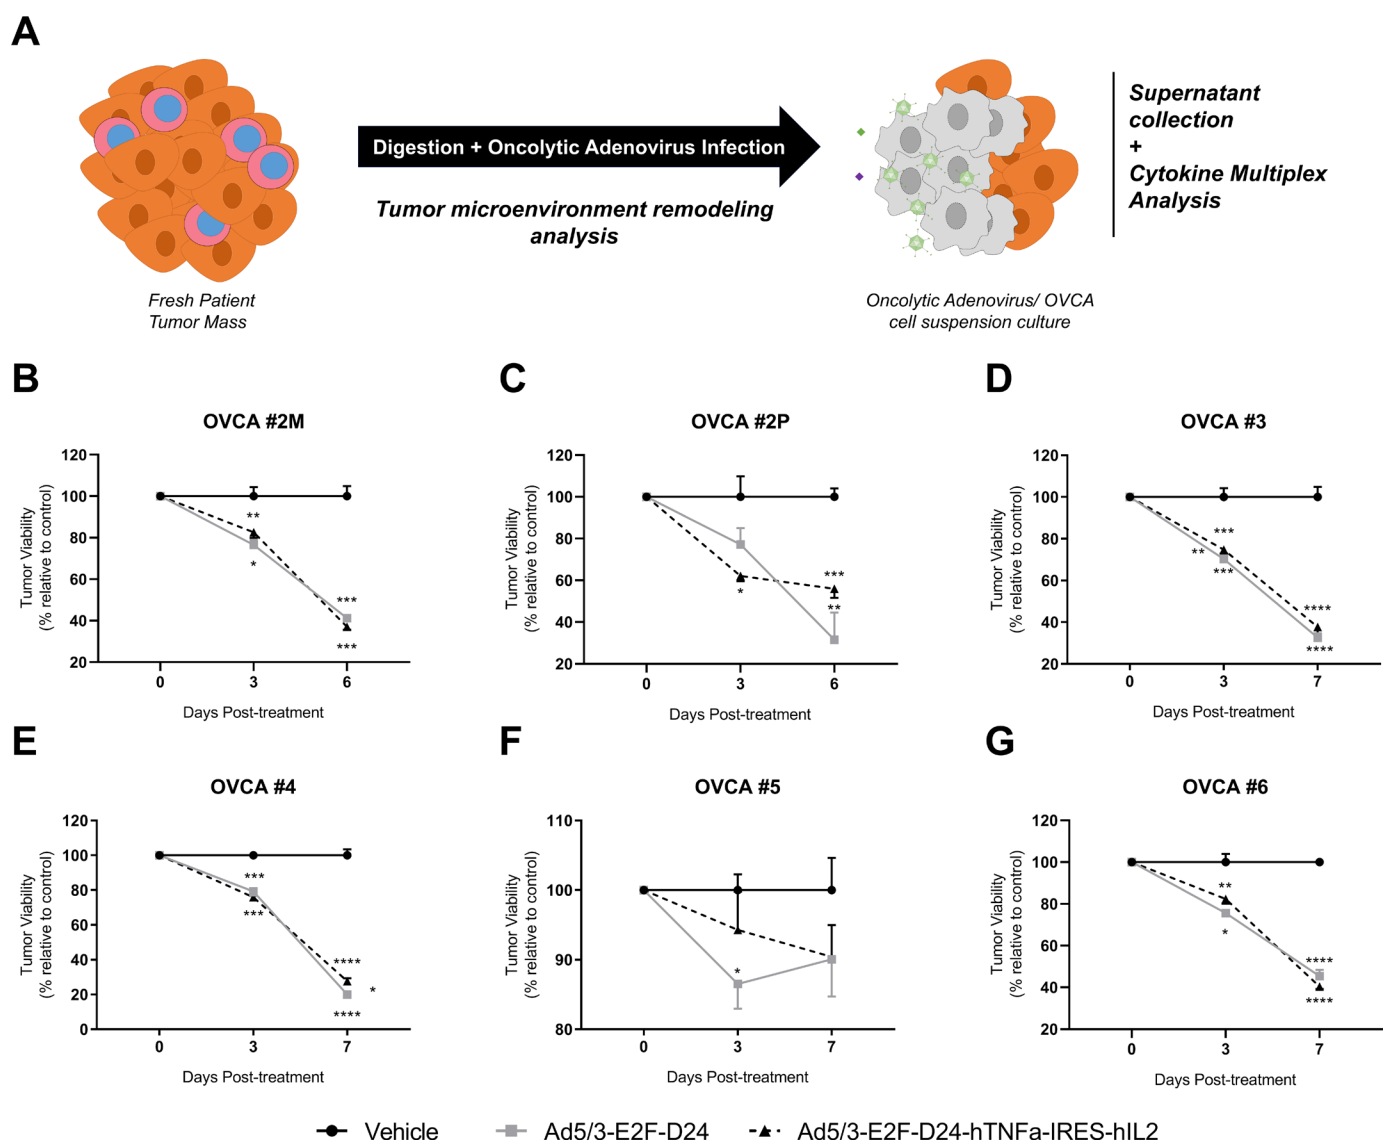 A
Digestion + Oncolytic Adenovirus Infection
Tumor microenvironment remodeling
analysis
Supernatant
collection
+
Cytokine Multiplex
Analysis
Fresh Patient
Tumor Mass
Oncolytic Adenovirus/ OVCA
cell suspension culture
B
OVCA #2M
Tumor Viability
(% relative to control)
120
100
80
60
40
20
**
*
***
***
0 3 6
Days Post-treatment
C
OVCA #2P
Tumor Viability
(% relative to control)
120
100
80
60
40
20
*
***
**
0 3 6
Days Post-treatment
D
OVCA #3
Tumor Viability
(% relative to control)
120
100
80
60
40
20
***
**
***
****
****
0 3 7
Days Post-treatment
E
OVCA #4
Tumor Viability
(% relative to control)
120
100
80
60
40
20
0
***
***
****
*
****
0 3 7
Days Post-treatment
F
OVCA #5
Tumor Viability
(% relative to control)
110
100
90
80
*
0 3 7
Days Post-treatment
G
OVCA #6
Tumor Viability
(% relative to control)
120
100
80
60
40
20
**
*
****
****
0 3 7
Days Post-treatment
Vehicle Ad5/3-E2F-D24 Ad5/3-E2F-D24-hTNFa-IRES-hIL2